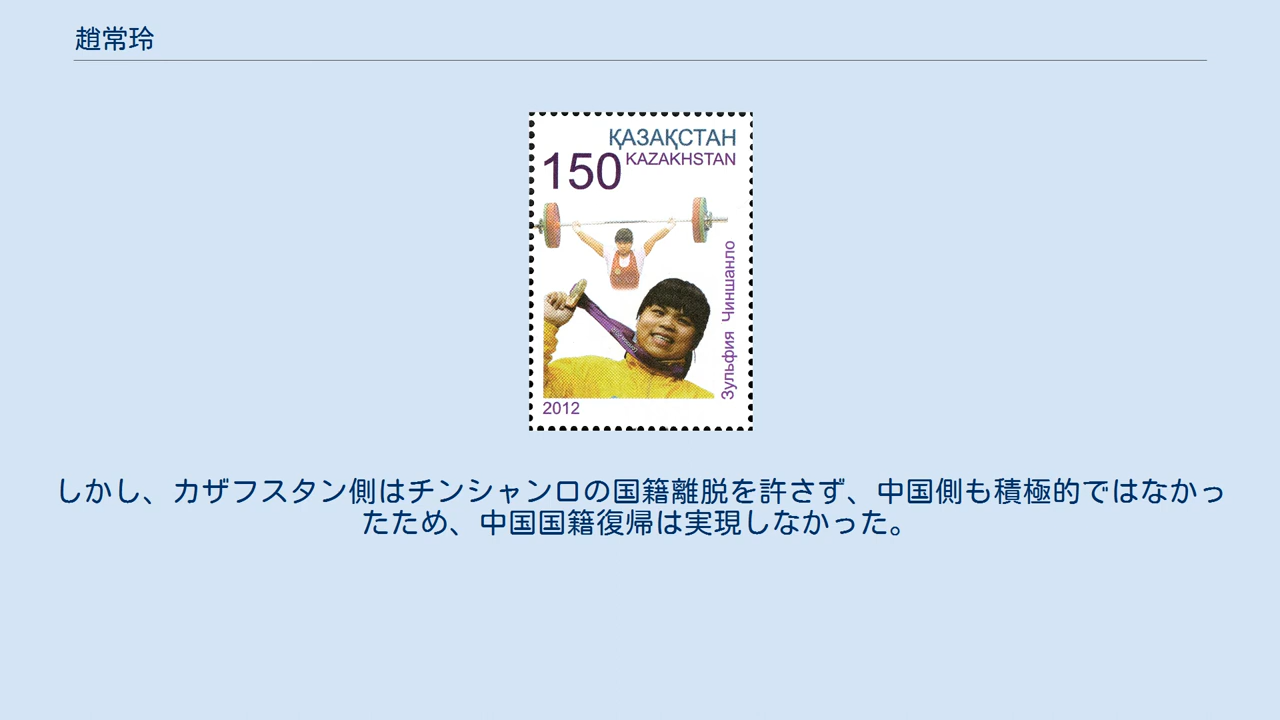 趙常玲
ҚАЗАҚСТАН
150 KAZAKHSTAN
Зульфия Чиншанло
2012
しかし、カザフスタン側はチンシャンロの国籍離脱を許さず、中国側も積極的ではなかっ
たため、中国国籍復帰は実現しなかった。